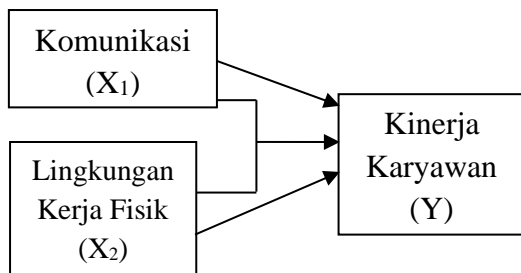 Komunikasi
(X₁)
Lingkungan
Kerja Fisik
(X₂)
Kinerja
Karyawan
(Y)